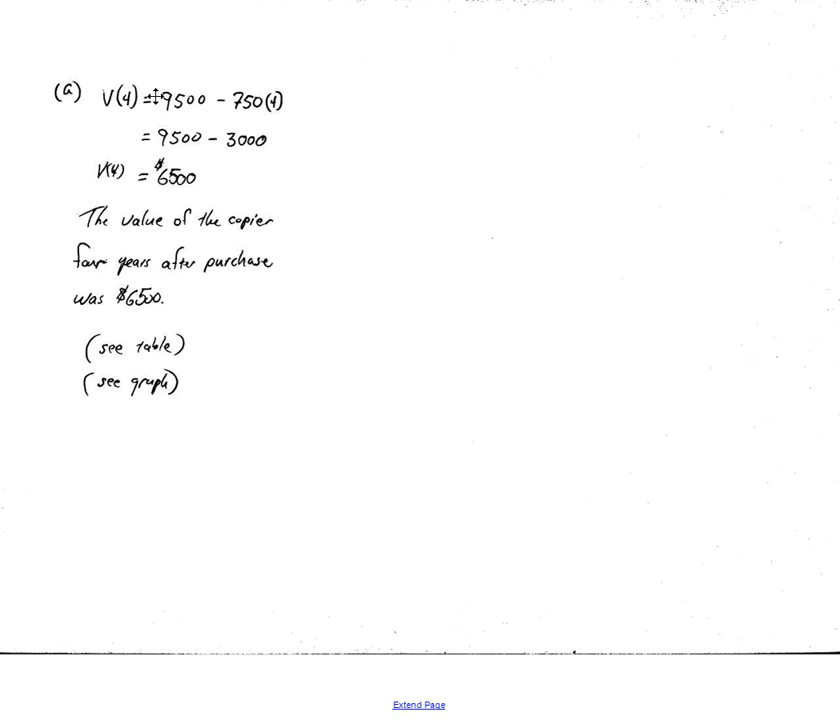 (a) V(4) = 9500 - 750(4)
= 9500 - 3000
V(4) = $6500
The value of the copier
four years after purchase
was $6500.
(see table)
(see graph)
Extend Page